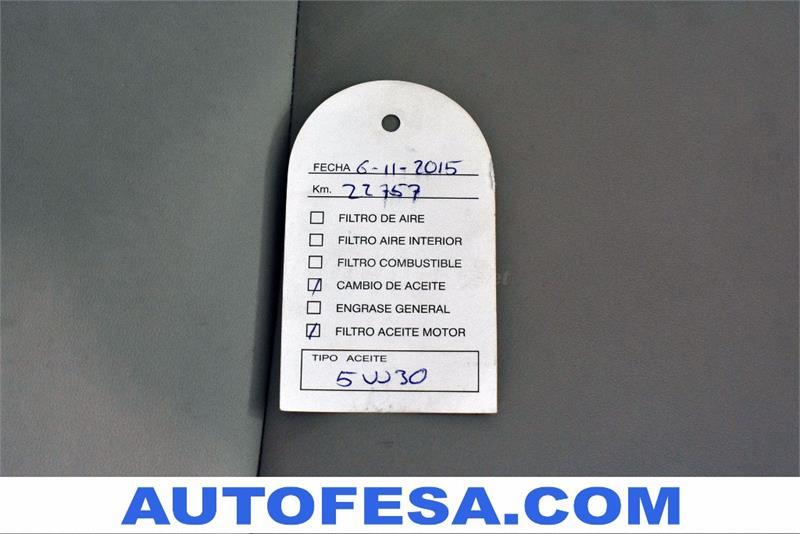 FECHA 6-11-2015
Km. 22757
FILTRO DE AIRE
FILTRO AIRE INTERIOR
FILTRO COMBUSTIBLE
CAMBIO DE ACEITE
ENGRASE GENERAL
FILTRO ACEITE MOTOR
TIPO ACEITE
5W30
AUTOFESA.COM